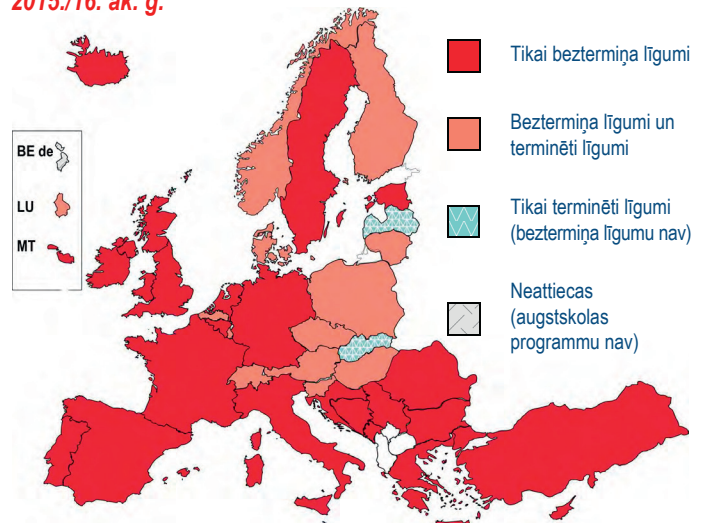 2015./16. ak. g.
Tikai beztermiņa līgumi
Beztermiņa līgumi un
terminēti līgumi
Tikai terminēti līgumi
(beztermiņa līgumu nav)
Neattiecas
(augstskolas
programmu nav)
BE de
LU
MT